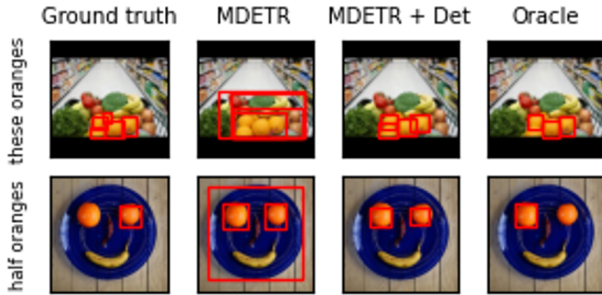 Ground truth MDETR MDETR + Det Oracle
these oranges
half oranges